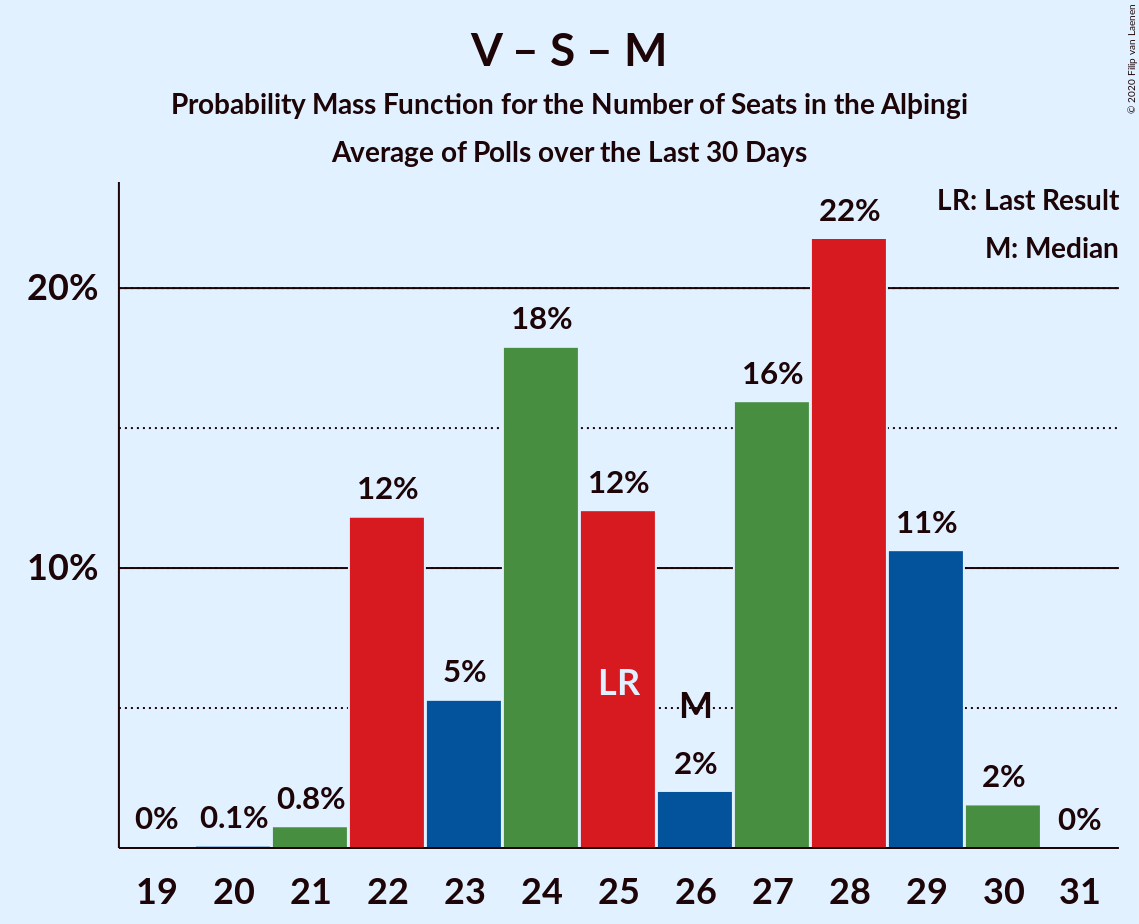 V – S – M
Probability Mass Function for the Number of Seats in the Alþingi
Average of Polls over the Last 30 Days
© 2020 Filip van Laenen
LR: Last Result
M: Median
20%
10%
0%
0.1%
0.8%
12%
5%
18%
12%
2%
16%
22%
11%
2%
0%
LR
M
19 20 21 22 23 24 25 26 27 28 29 30 31